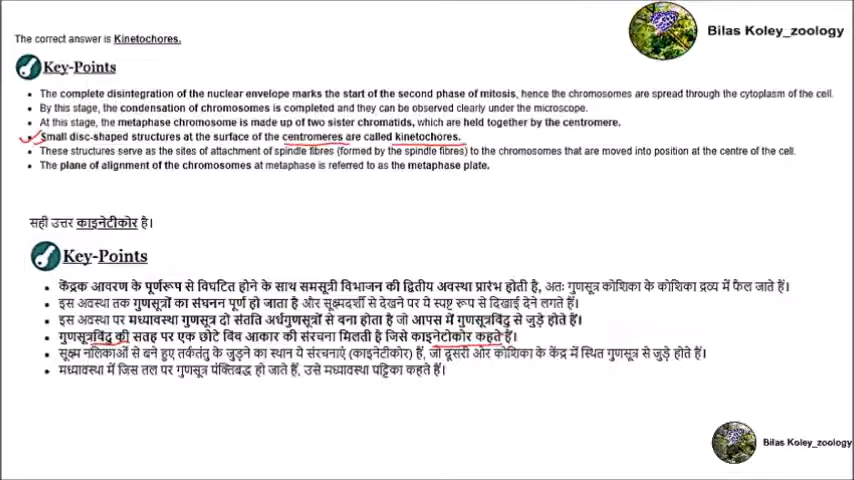 Bilas Koley_zoology
The correct answer is Kinetochores.
Key-Points
The complete disintegration of the nuclear envelope marks the start of the second phase of mitosis, hence the chromosomes are spread through the cytoplasm of the cell.
By this stage, the condensation of chromosomes is completed and they can be observed clearly under the microscope.
At this stage, the metaphase chromosome is made up of two sister chromatids, which are held together by the centromere.
Small disc-shaped structures at the surface of the centromeres are called kinetochores.
These structures serve as the sites of attachment of spindle fibres (formed by the spindle fibres) to the chromosomes that are moved into position at the centre of the cell.
The plane of alignment of the chromosomes at metaphase is referred to as the metaphase plate.
सही उत्तर काइनेटोकोर है।
Key-Points
केंद्रक आवरण के पूर्णरूप से विघटित होने के साथ समसूत्री विभाजन की द्वितीय अवस्था प्रारंभ होती है, अतः गुणसूत्र कोशिका के कोशिका द्रव्य में फैल जाते हैं।
इस अवस्था तक गुणसूत्रों का संघनन पूर्ण हो जाता है और सूक्ष्मदर्शी से देखने पर ये स्पष्ट रूप से दिखाई देने लगते हैं।
इस अवस्था पर मध्यावस्था गुणसूत्र दो संतति अर्धगुणसूत्रों से बना होता है जो आपस में गुणसूत्रबिंदु से जुड़े होते हैं।
गुणसूत्रबिंदु की सतह पर एक छोटे बिंब आकार की संरचना मिलती है जिसे काइनेटोकोर कहते हैं।
सूक्ष्म नलिकाओं से बने हुए तर्कतंतु के जुड़ने का स्थान ये संरचनाएं (काइनेटोकोर) हैं, जो दूसरी ओर कोशिका के केंद्र में स्थित गुणसूत्र से जुड़े होते हैं।
मध्यावस्था में जिस तल पर गुणसूत्र पंक्तिबद्ध हो जाते हैं, उसे मध्यावस्था पट्टिका कहते हैं।
Bilas Koley_zoology